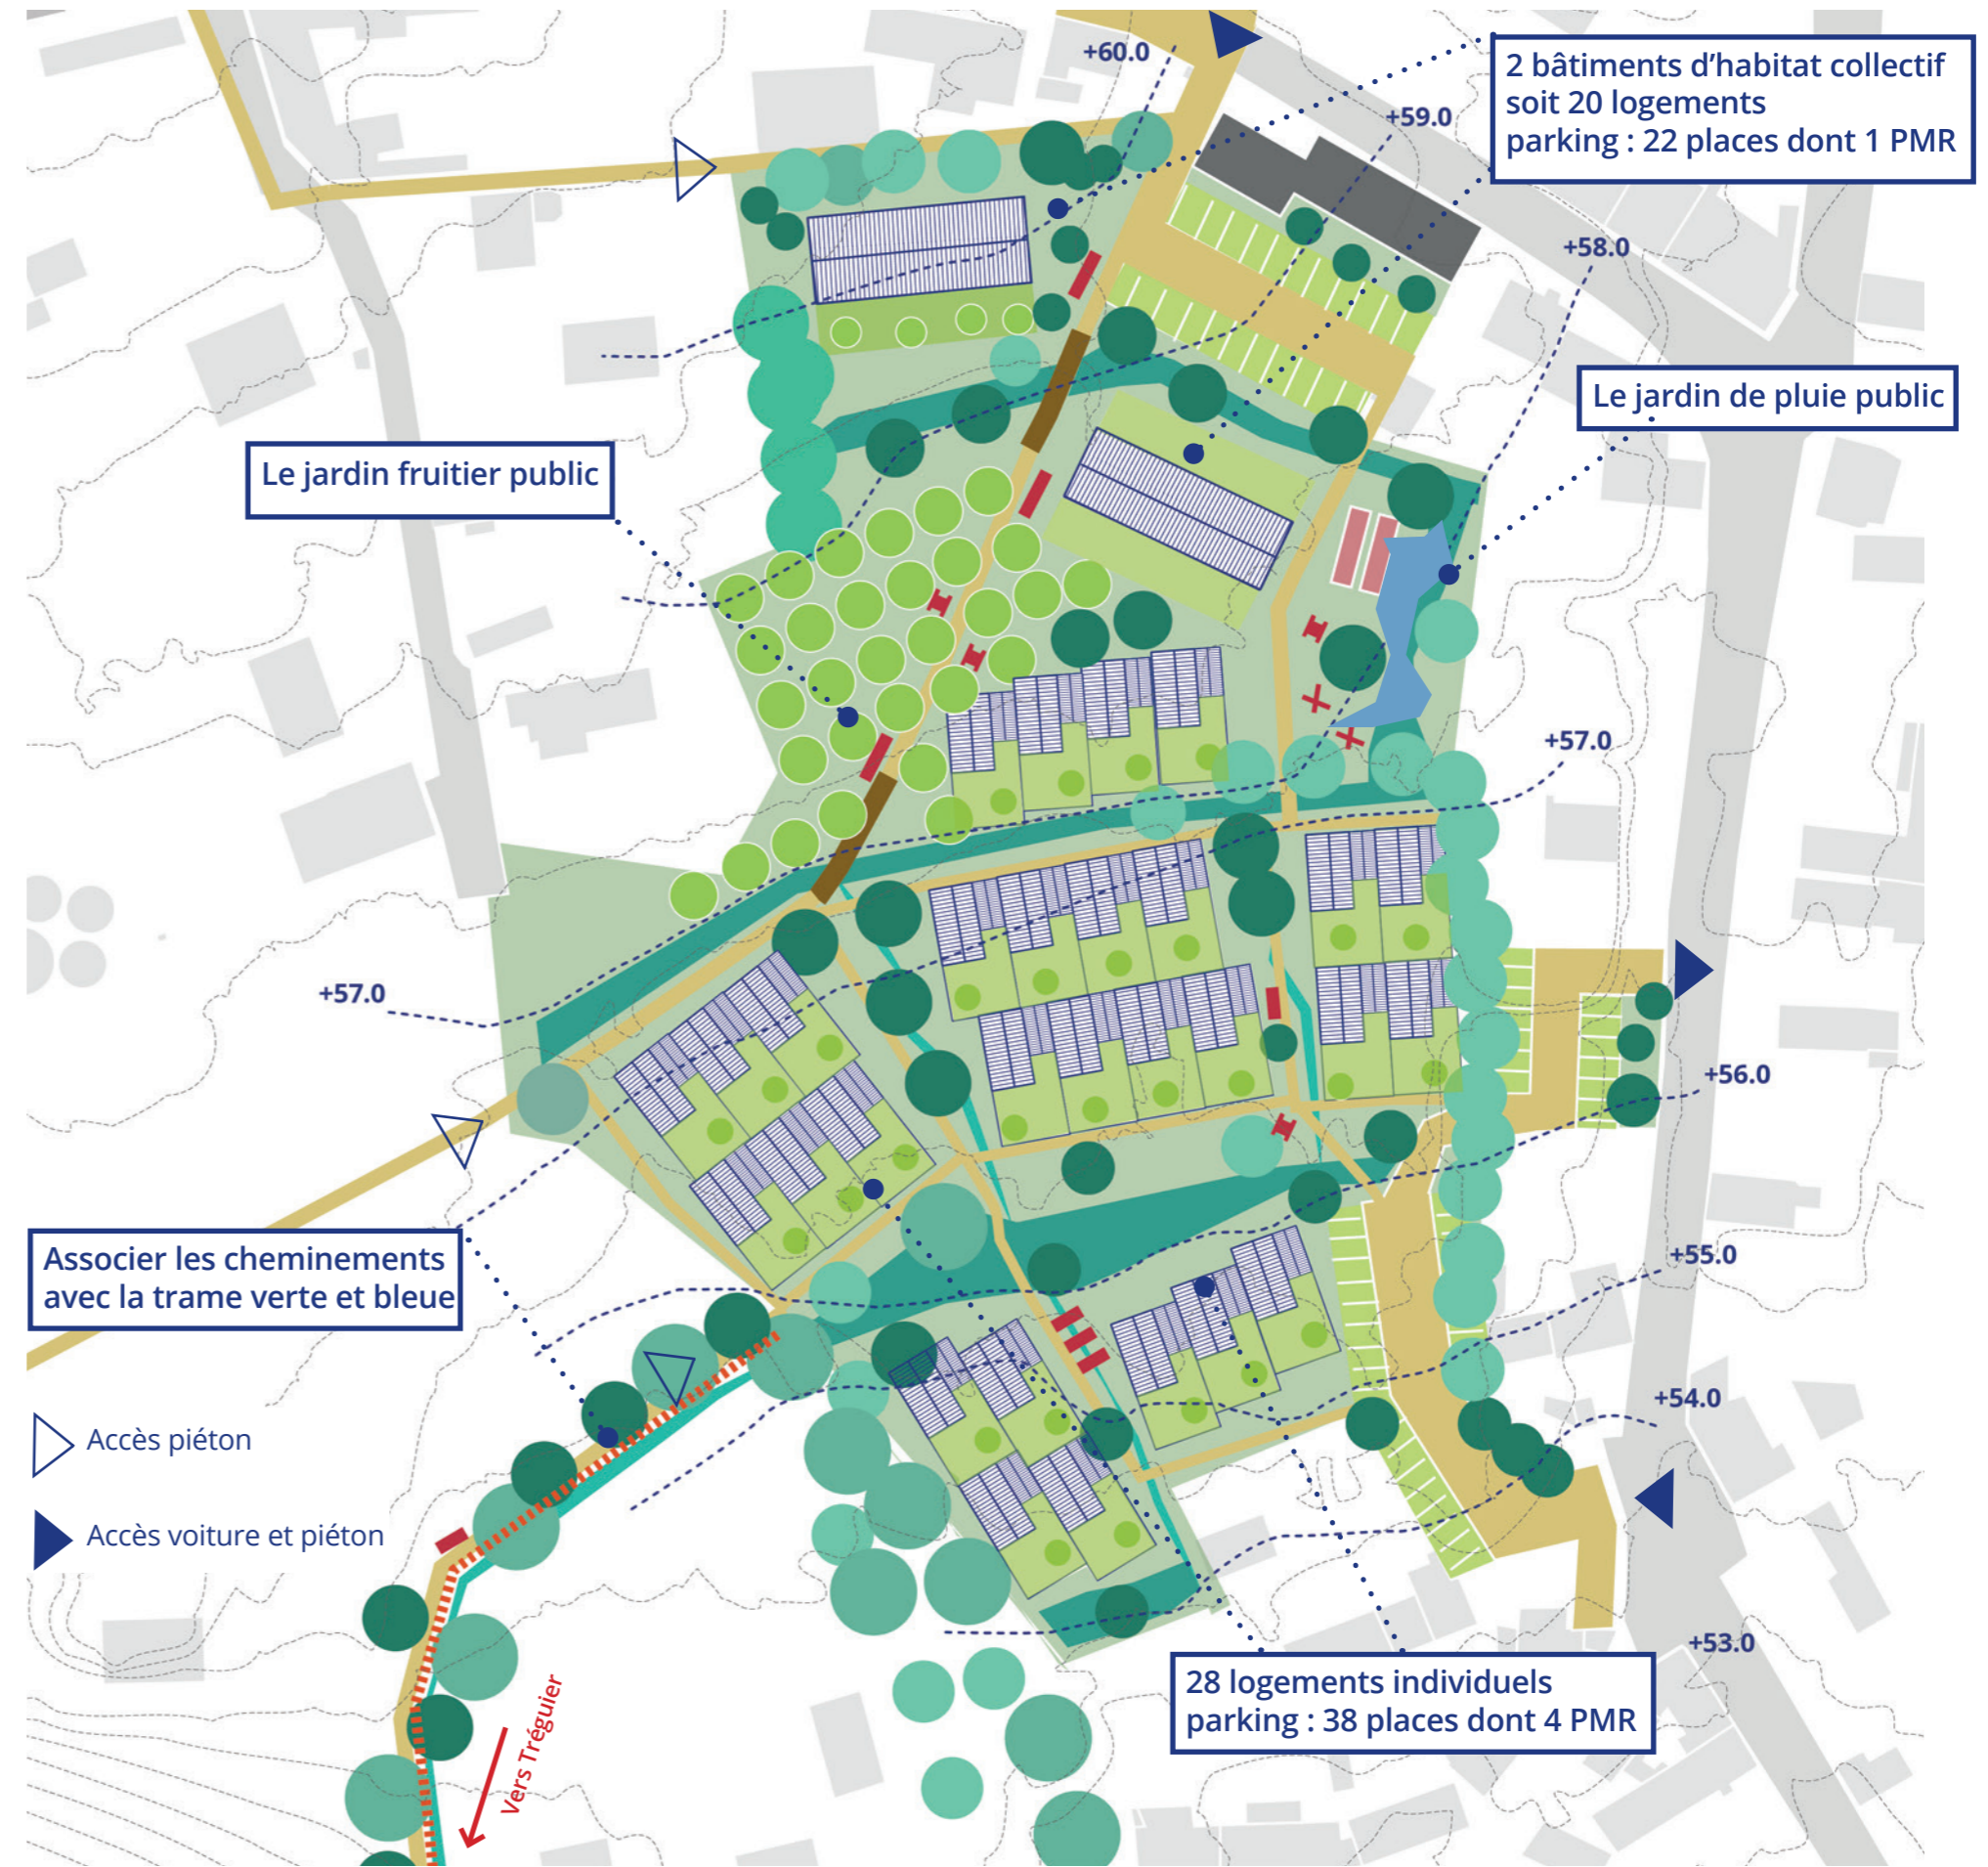 +60.0
2 bâtiments d'habitat collectif
soit 20 logements
parking : 22 places dont 1 PMR
+59.0
+58.0
Le jardin de pluie public
Le jardin fruitier public
+57.0
+57.0
+56.0
Associer les cheminements
avec la trame verte et bleue
+55.0
+54.0
Accès piéton
Accès voiture et piéton
+53.0
28 logements individuels
parking : 38 places dont 4 PMR
Vers Tréguier